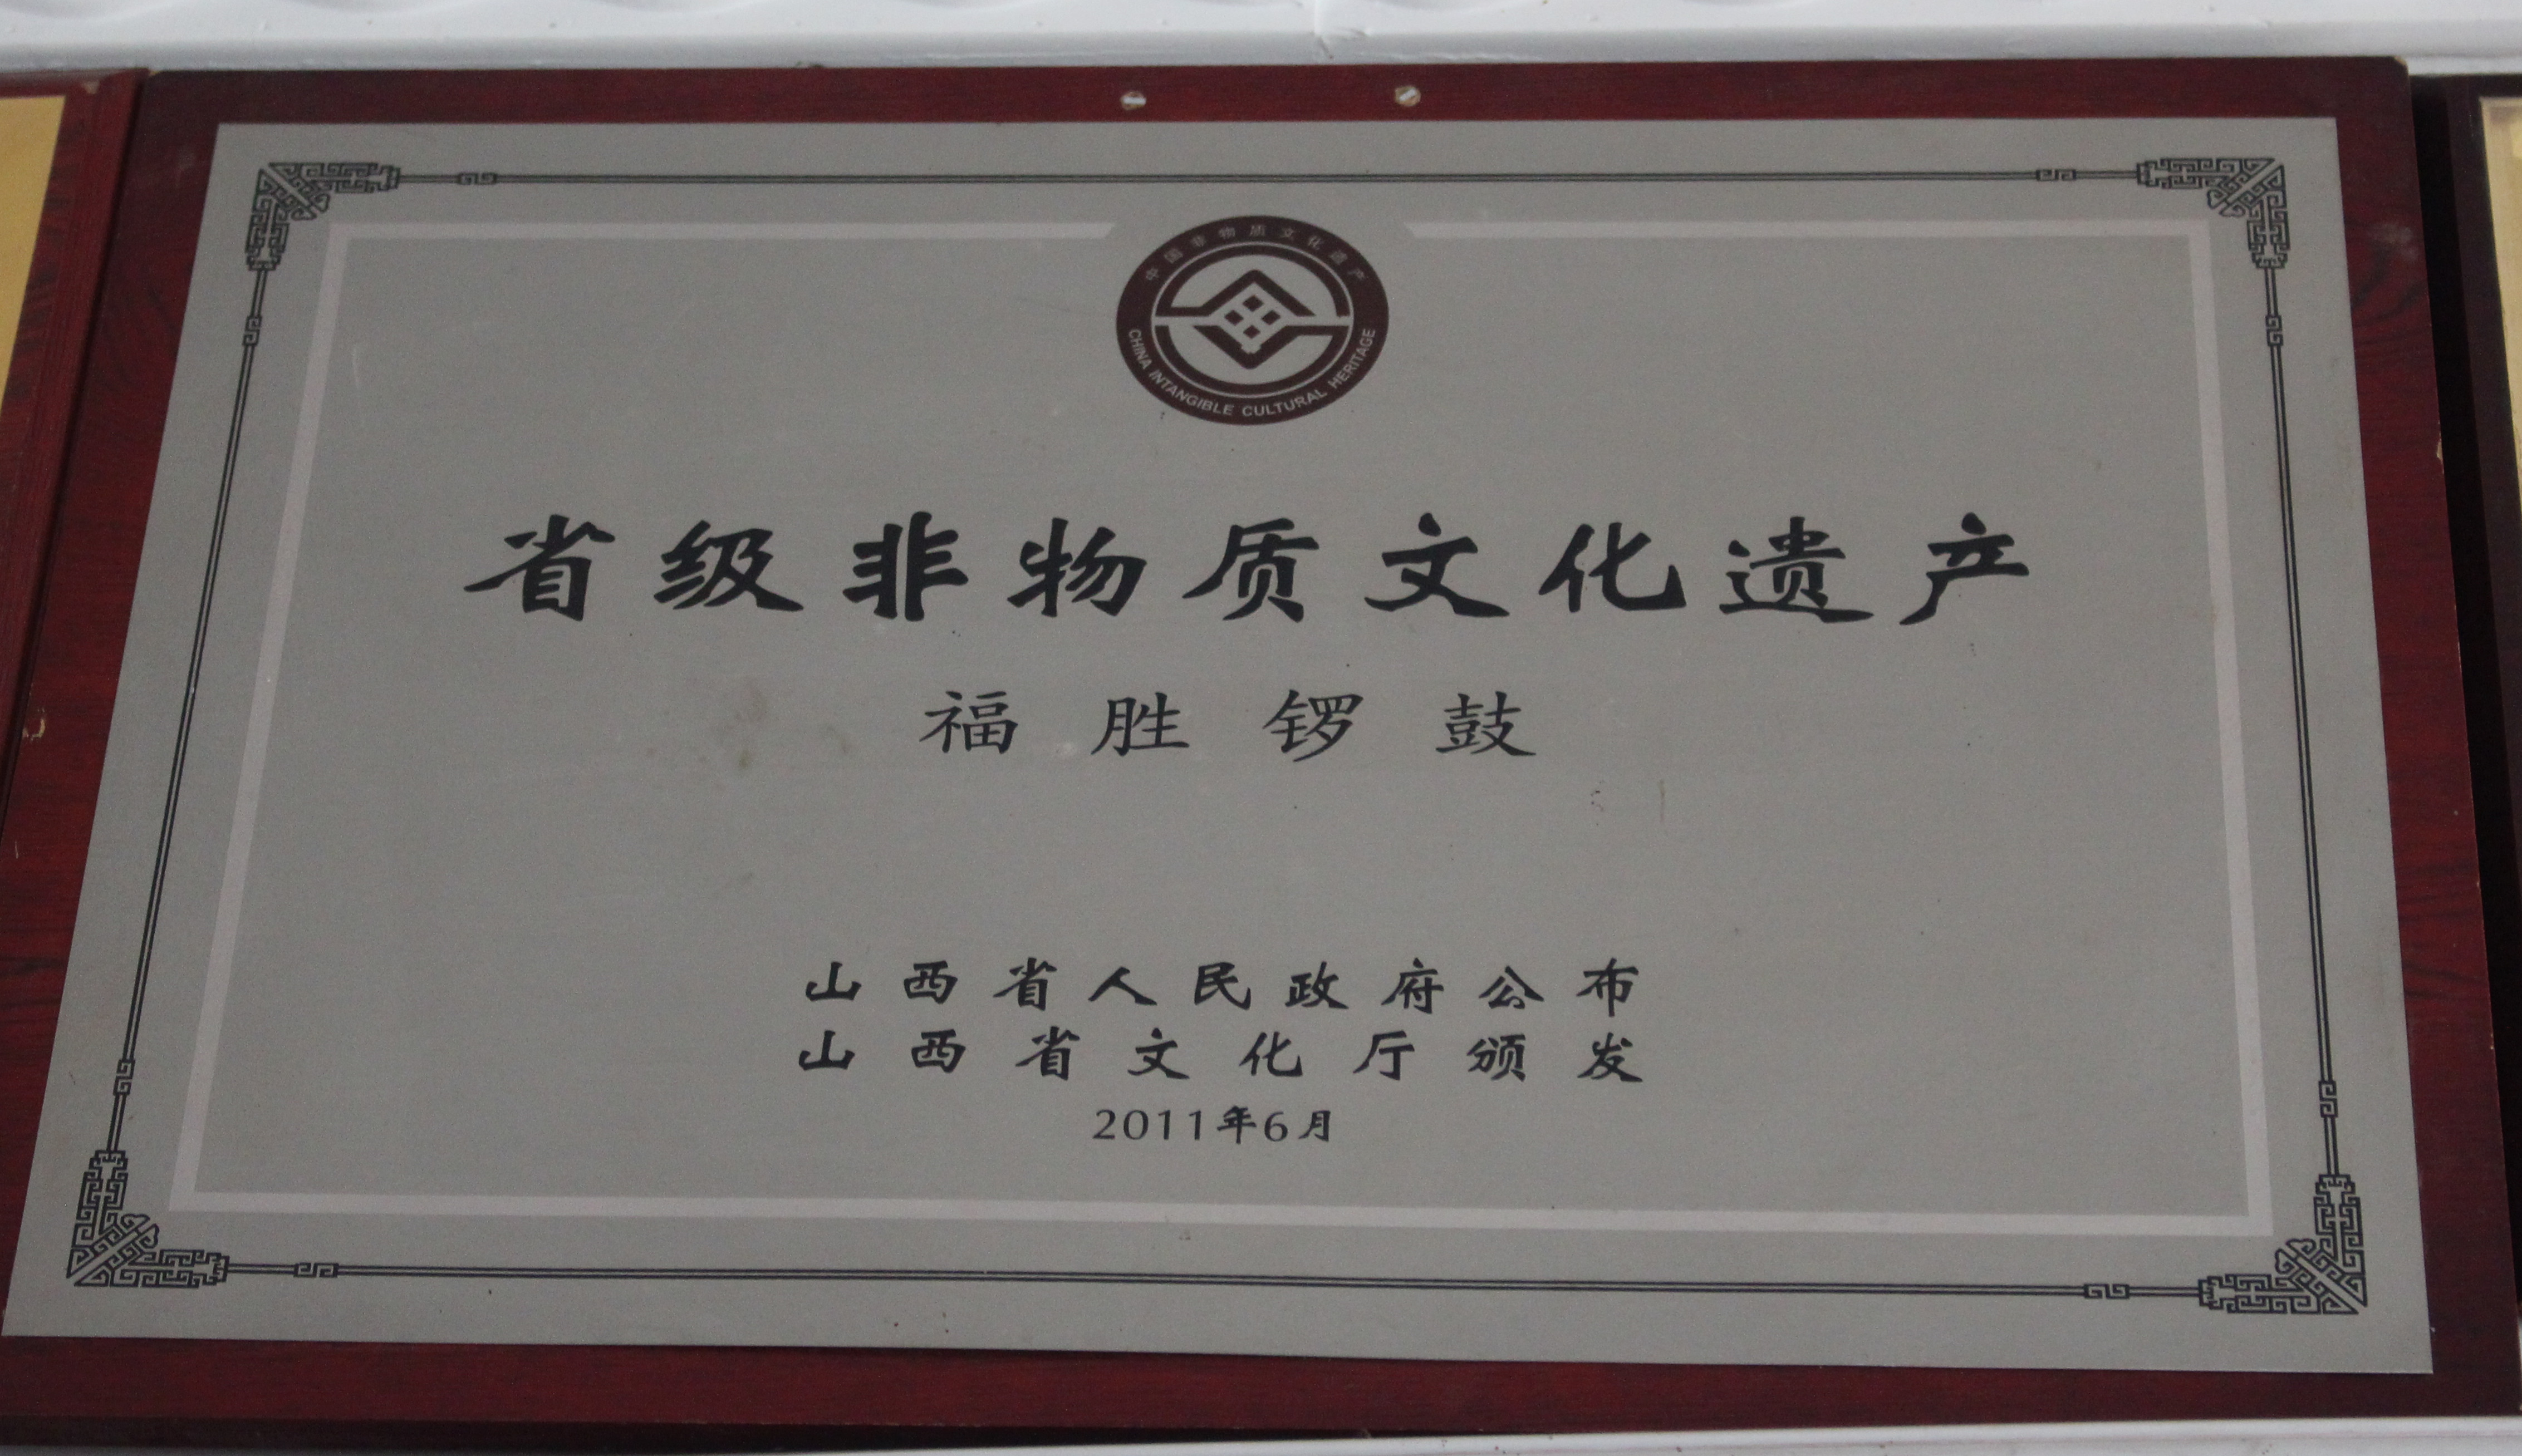 中国非物质文化遗产
CHINA INTANGIBLE CULTURAL HERITAGE
省级非物质文化遗产
福胜锣鼓
山西省人民政府公布
山西省文化厅颁发
2011年6月